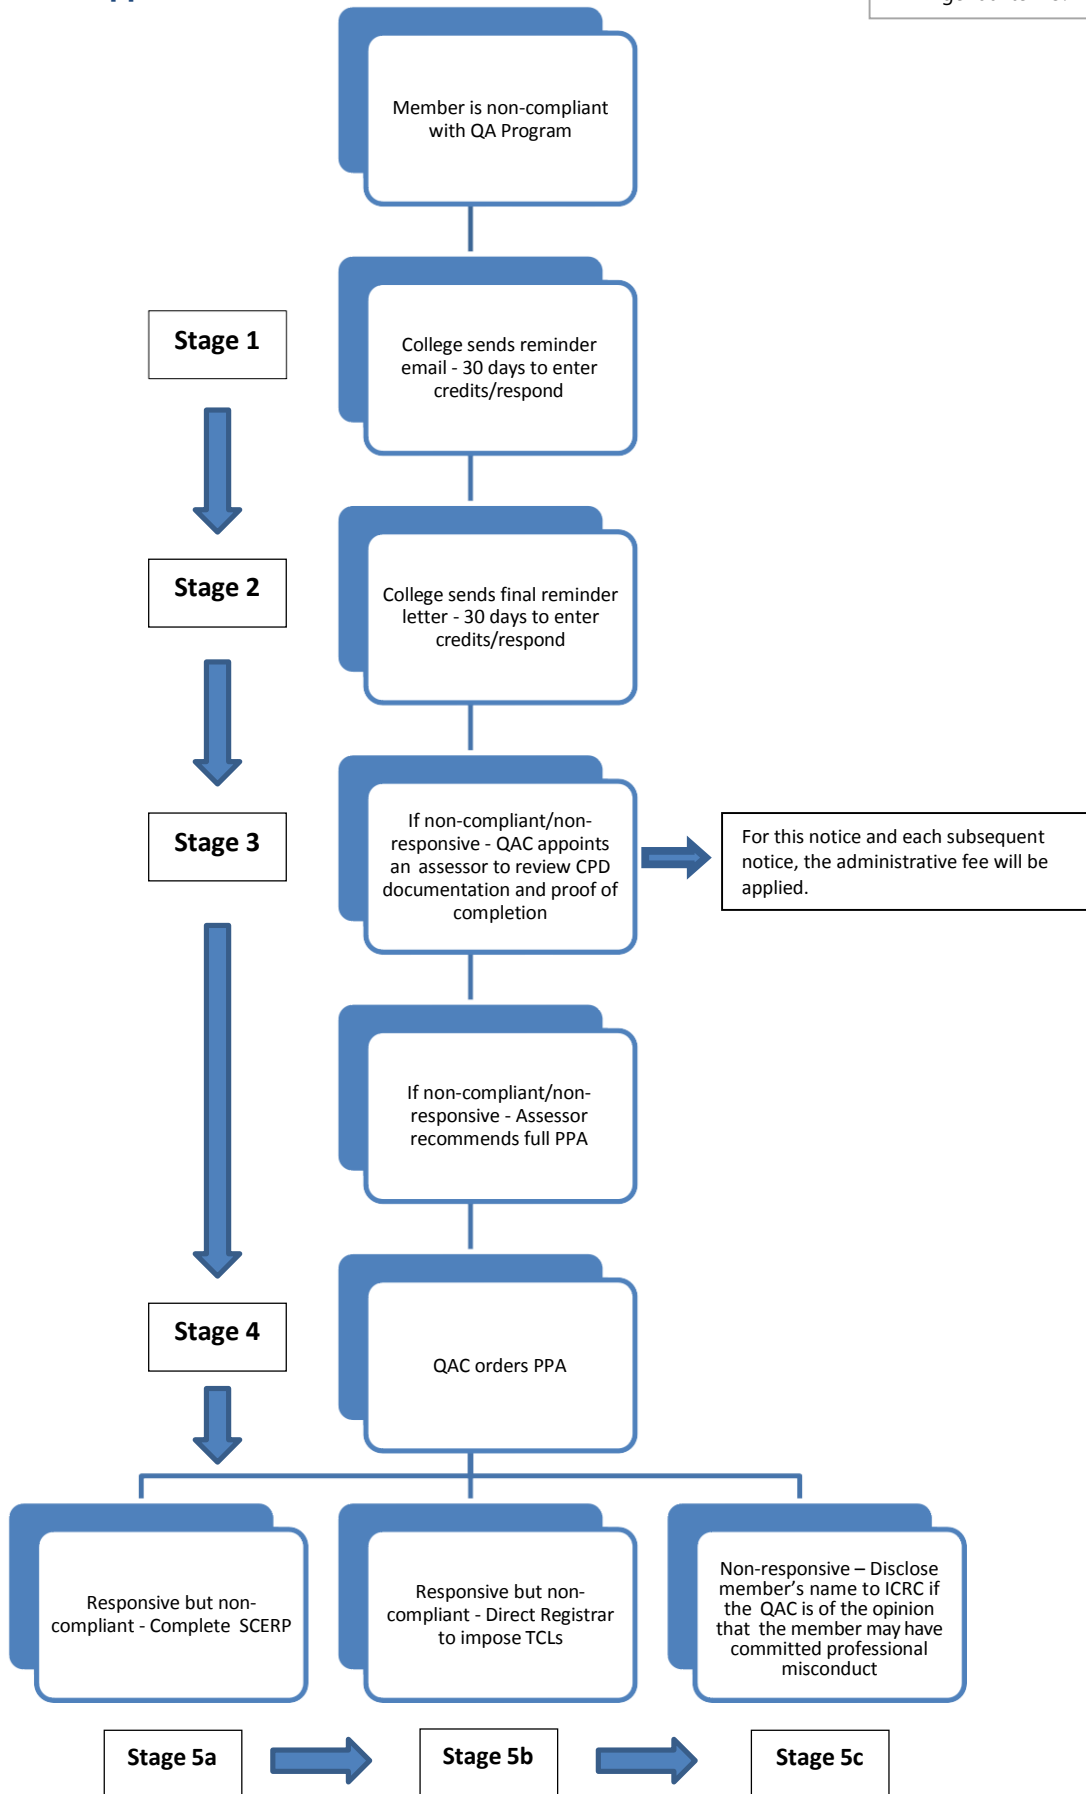 Member is non-compliant
with QA Program
Stage 1
College sends reminder
email - 30 days to enter
credits/respond
Stage 2
College sends final reminder
letter - 30 days to enter
credits/respond
Stage 3
If non-compliant/non-
responsive - QAC appoints
an assessor to review CPD
documentation and proof of
completion
For this notice and each subsequent
notice, the administrative fee will be
applied.
If non-compliant/non-
responsive - Assessor
recommends full PPA
Stage 4
QAC orders PPA
Responsive but non-
compliant - Complete SCERP
Responsive but non-
compliant - Direct Registrar
to impose TCLs
Non-responsive – Disclose
member's name to ICRC if
the QAC is of the opinion
that the member may have
committed professional
misconduct
Stage 5a
Stage 5b
Stage 5c